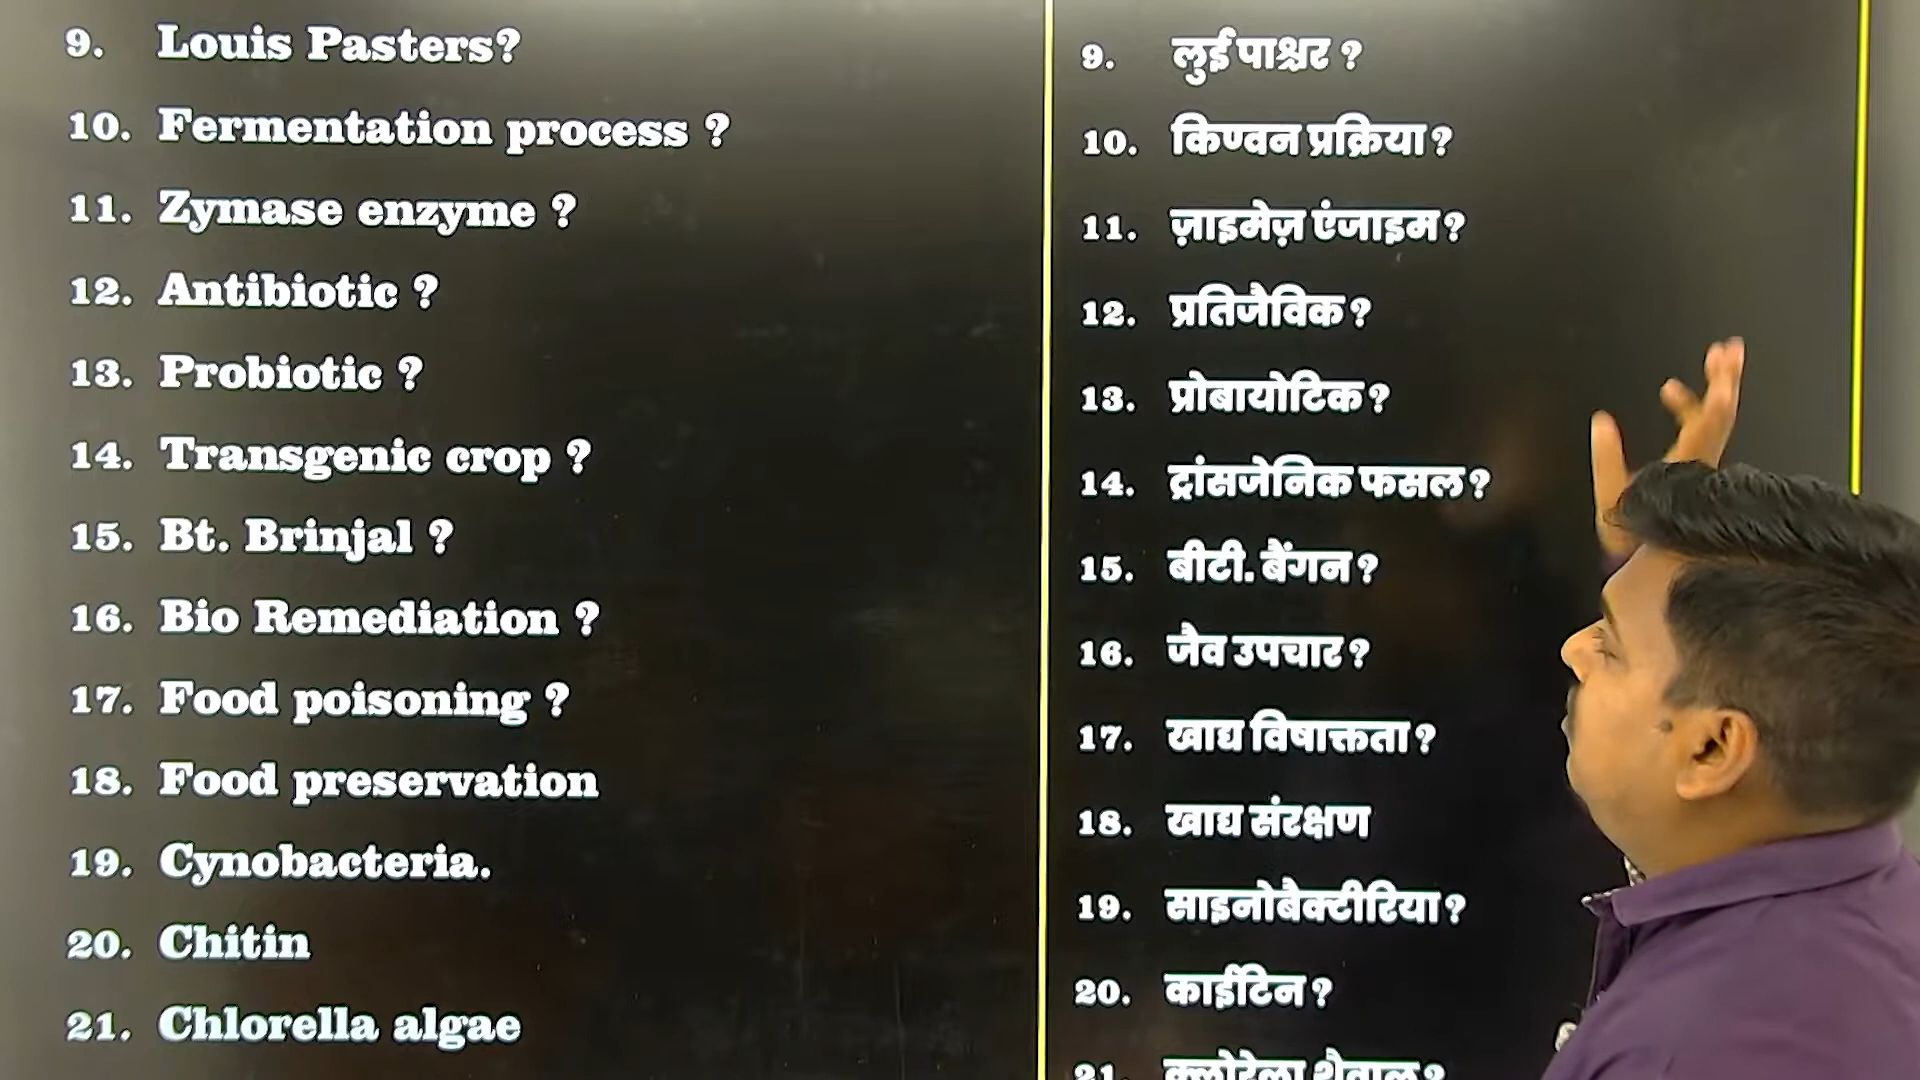 9. Louis Pasters?
10. Fermentation process ?
11. Zymase enzyme ?
12. Antibiotic ?
13. Probiotic ?
14. Transgenic crop ?
15. Bt. Brinjal ?
16. Bio Remediation ?
17. Food poisoning ?
18. Food preservation
19. Cynobacteria.
20. Chitin
21. Chlorella algae
9. लुई पाश्चर ?
10. किण्वन प्रक्रिया ?
11. ज़ाइमेज़ एंजाइम ?
12. प्रतिजैविक ?
13. प्रोबायोटिक ?
14. ट्रांसजेनिक फसल ?
15. बीटी. बैंगन ?
16. जैव उपचार ?
17. खाद्य विषाक्तता ?
18. खाद्य संरक्षण
19. साइनोबैक्टीरिया ?
20. काईटिन ?
21. क्लोरेला शैवाल ?